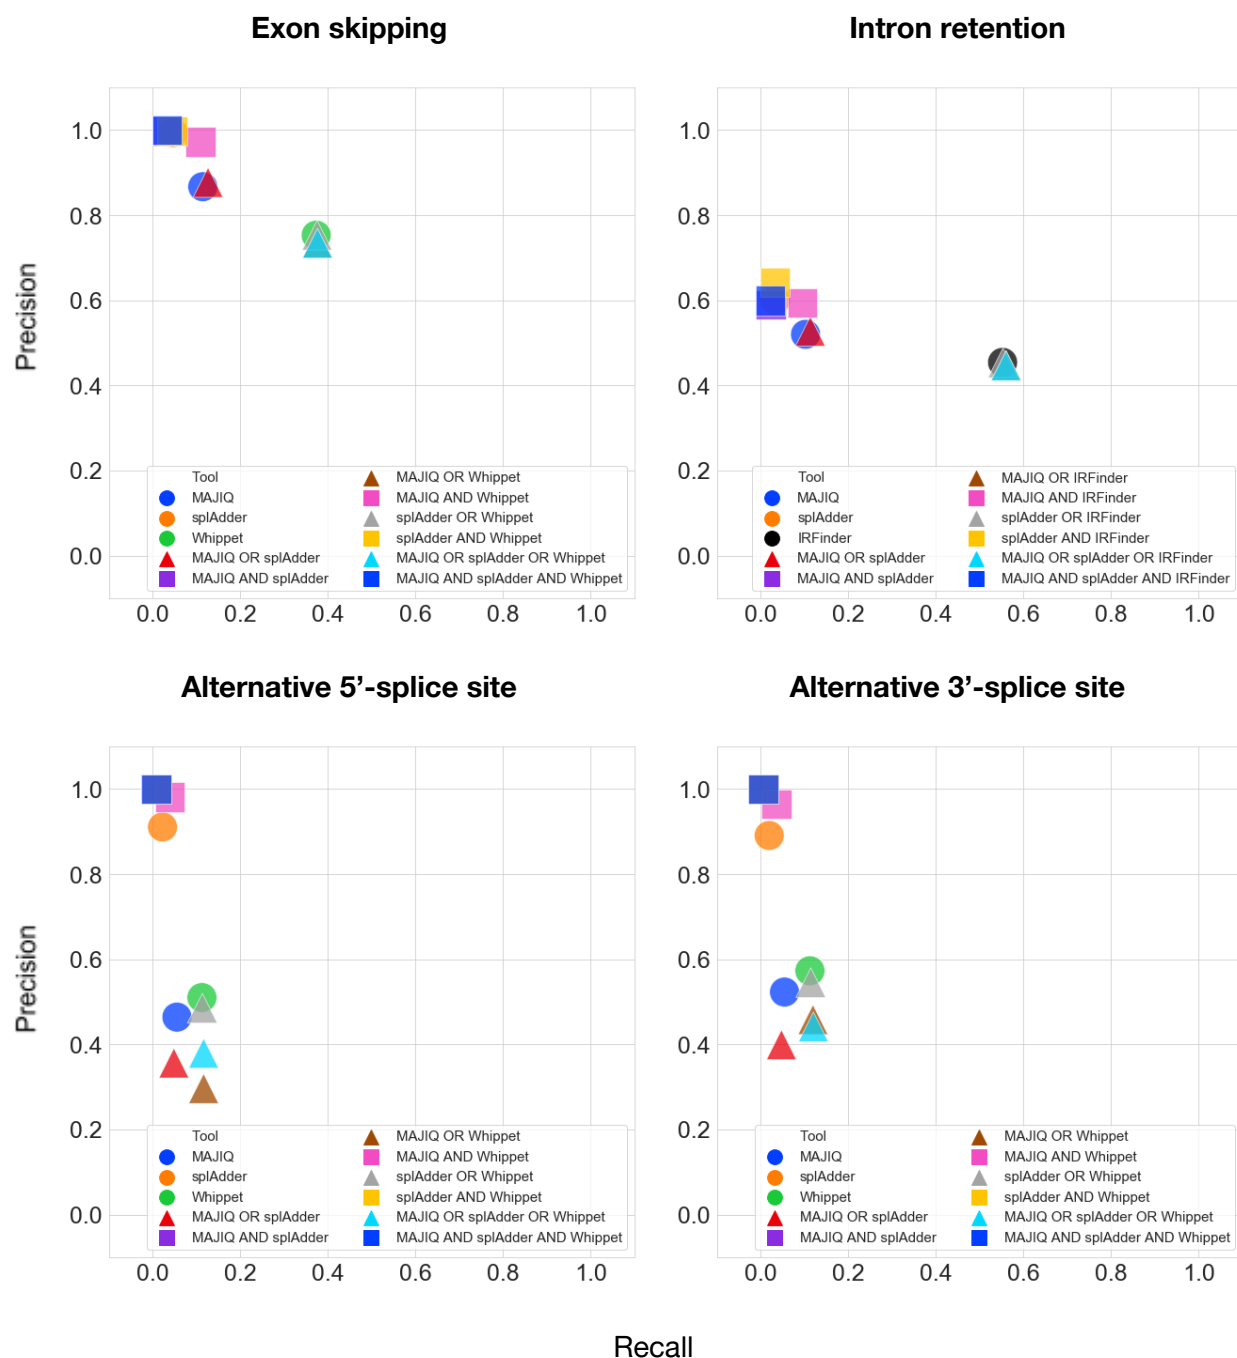 Exon skipping
Precision
1.0
0.8
0.6
0.4
0.2
0.0
Tool
MAJIQ
splAdder
Whippet
MAJIQ OR splAdder
MAJIQ AND splAdder
MAJIQ OR Whippet
MAJIQ AND Whippet
splAdder OR Whippet
splAdder AND Whippet
MAJIQ OR splAdder OR Whippet
MAJIQ AND splAdder AND Whippet
0.0 0.2 0.4 0.6 0.8 1.0
Intron retention
1.0
0.8
0.6
0.4
0.2
0.0
Tool
MAJIQ
splAdder
IRFinder
MAJIQ OR splAdder
MAJIQ AND splAdder
MAJIQ OR IRFinder
MAJIQ AND IRFinder
splAdder OR IRFinder
splAdder AND IRFinder
MAJIQ OR splAdder OR IRFinder
MAJIQ AND splAdder AND IRFinder
0.0 0.2 0.4 0.6 0.8 1.0
Alternative 5’-splice site
Precision
1.0
0.8
0.6
0.4
0.2
0.0
Tool
MAJIQ
splAdder
Whippet
MAJIQ OR splAdder
MAJIQ AND splAdder
MAJIQ OR Whippet
MAJIQ AND Whippet
splAdder OR Whippet
splAdder AND Whippet
MAJIQ OR splAdder OR Whippet
MAJIQ AND splAdder AND Whippet
0.0 0.2 0.4 0.6 0.8 1.0
Alternative 3’-splice site
1.0
0.8
0.6
0.4
0.2
0.0
Tool
MAJIQ
splAdder
Whippet
MAJIQ OR splAdder
MAJIQ AND splAdder
MAJIQ OR Whippet
MAJIQ AND Whippet
splAdder OR Whippet
splAdder AND Whippet
MAJIQ OR splAdder OR Whippet
MAJIQ AND splAdder AND Whippet
0.0 0.2 0.4 0.6 0.8 1.0
Recall